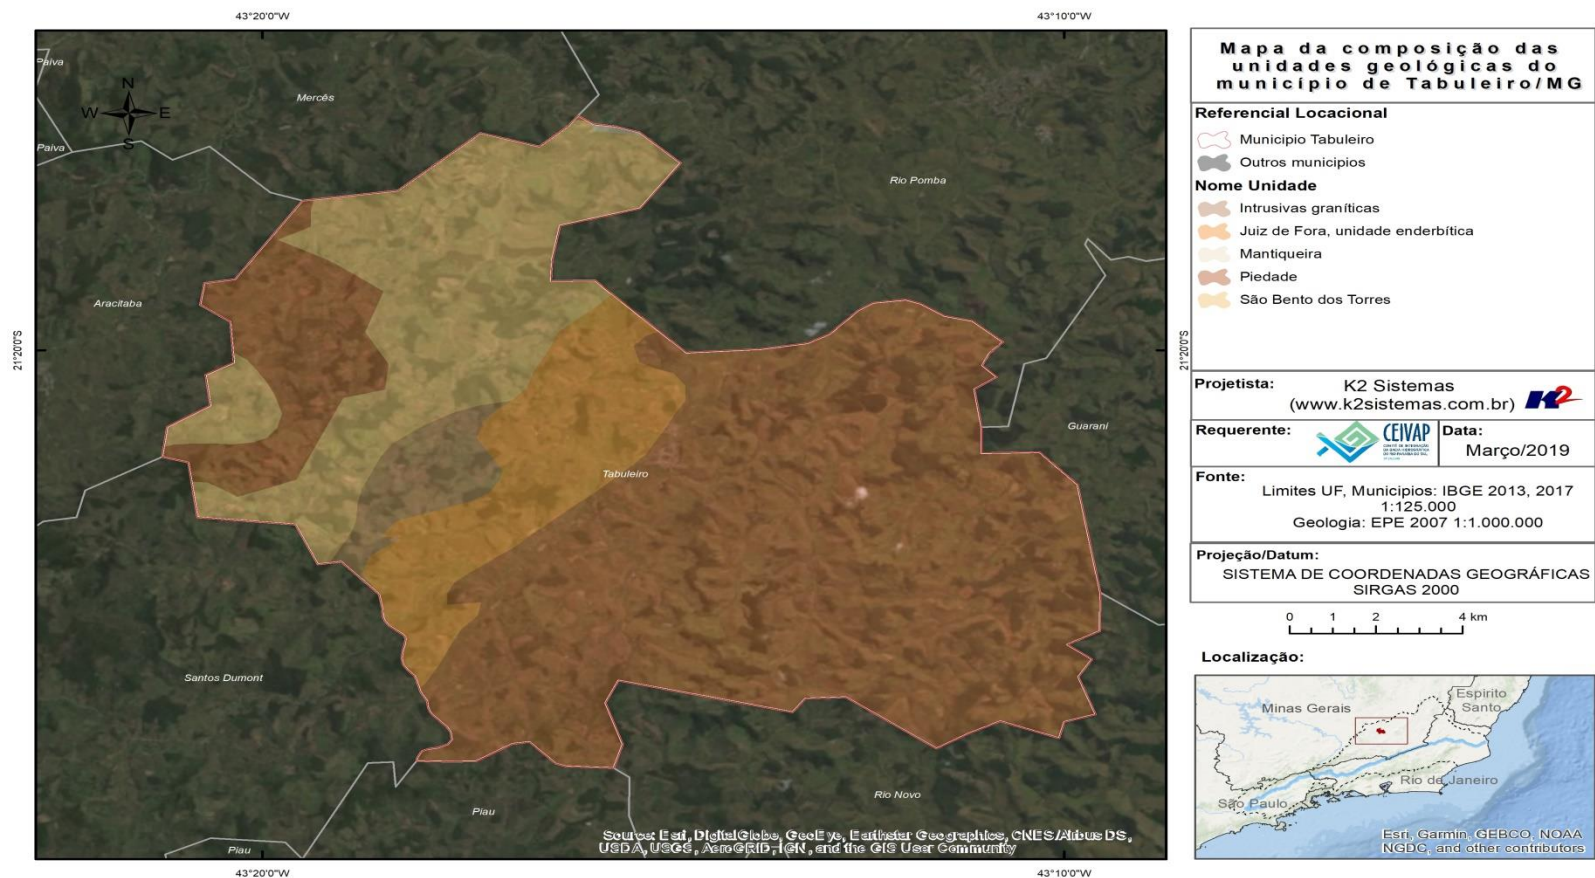 43°20'0"W
43°10'0"W
Paiva
N
W
E
S
Mercês
Paiva
Rio Pomba
Aracitaba
21°20'0"S
21°20'0"S
Guarani
Tabuleiro
Santos Dumont
Rio Novo
Piau
Piau
Source: Esri, DigitalGlobe, GeoEye, Earthstar Geographics, CNES/Airbus DS,
USDA, USGS, AeroGRID, IGN, and the GIS User Community
43°20'0"W
43°10'0"W
Mapa da composição das
unidades geológicas do
município de Tabuleiro/MG
Referencial Locacional
Municipio Tabuleiro
Outros municipios
Nome Unidade
Intrusivas graníticas
Juiz de Fora, unidade enderbítica
Mantiqueira
Piedade
São Bento dos Torres
Projetista:
K2 Sistemas
(www.k2sistemas.com.br)
K2
Requerente:
CEIVAP
Data:
Março/2019
Fonte:
Limites UF, Municipios: IBGE 2013, 2017
1:125.000
Geologia: EPE 2007 1:1.000.000
Projeção/Datum:
SISTEMA DE COORDENADAS GEOGRÁFICAS
SIRGAS 2000
0 1 2 4 km
Localização:
Espirito
Santo
Minas Gerais
Rio de Janeiro
São Paulo
Esri, Garmin, GEBCO, NOAA
NGDC, and other contributors